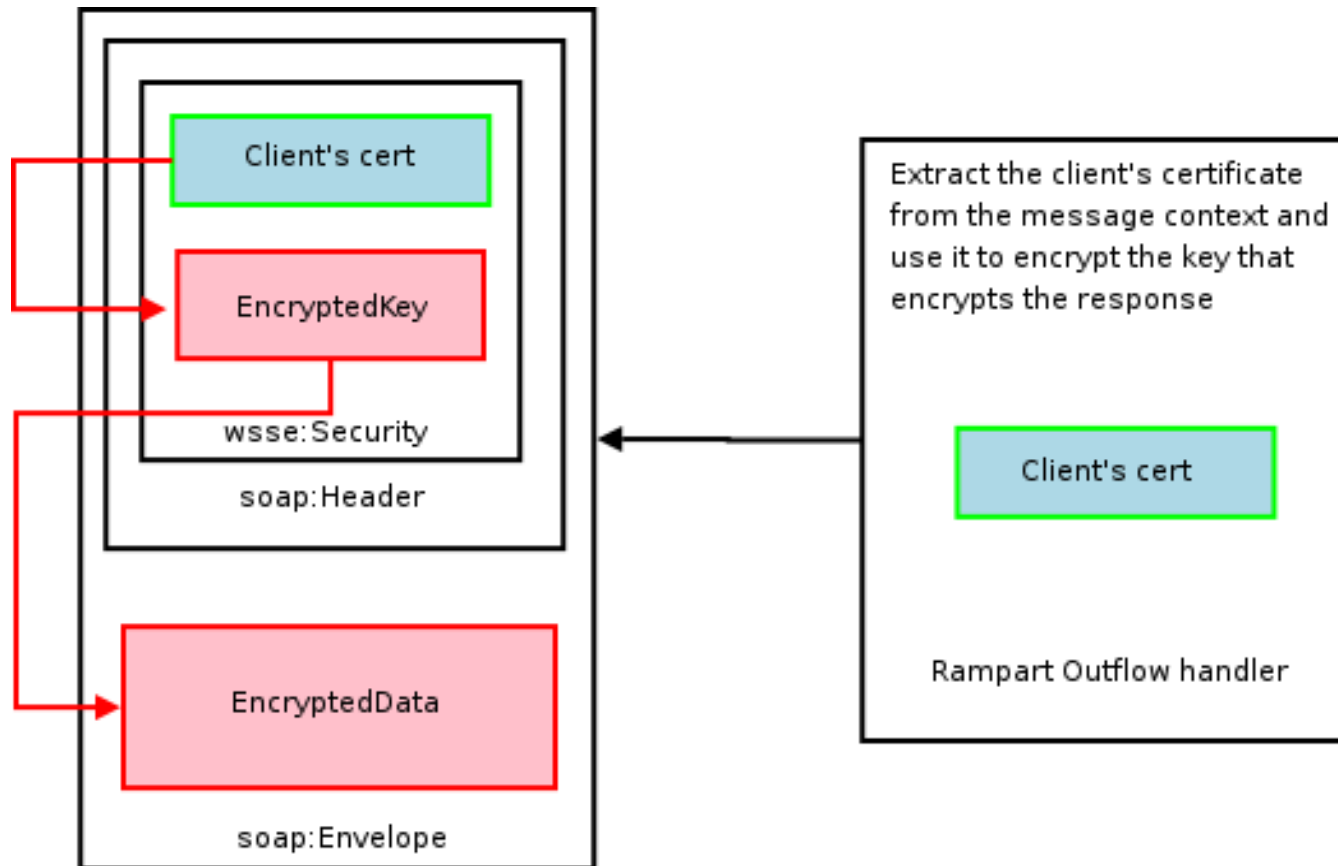 Client's cert
EncryptedKey
wsse:Security
soap:Header
EncryptedData
soap:Envelope
Extract the client's certificate
from the message context and
use it to encrypt the key that
encrypts the response
Client's cert
Rampart Outflow handler